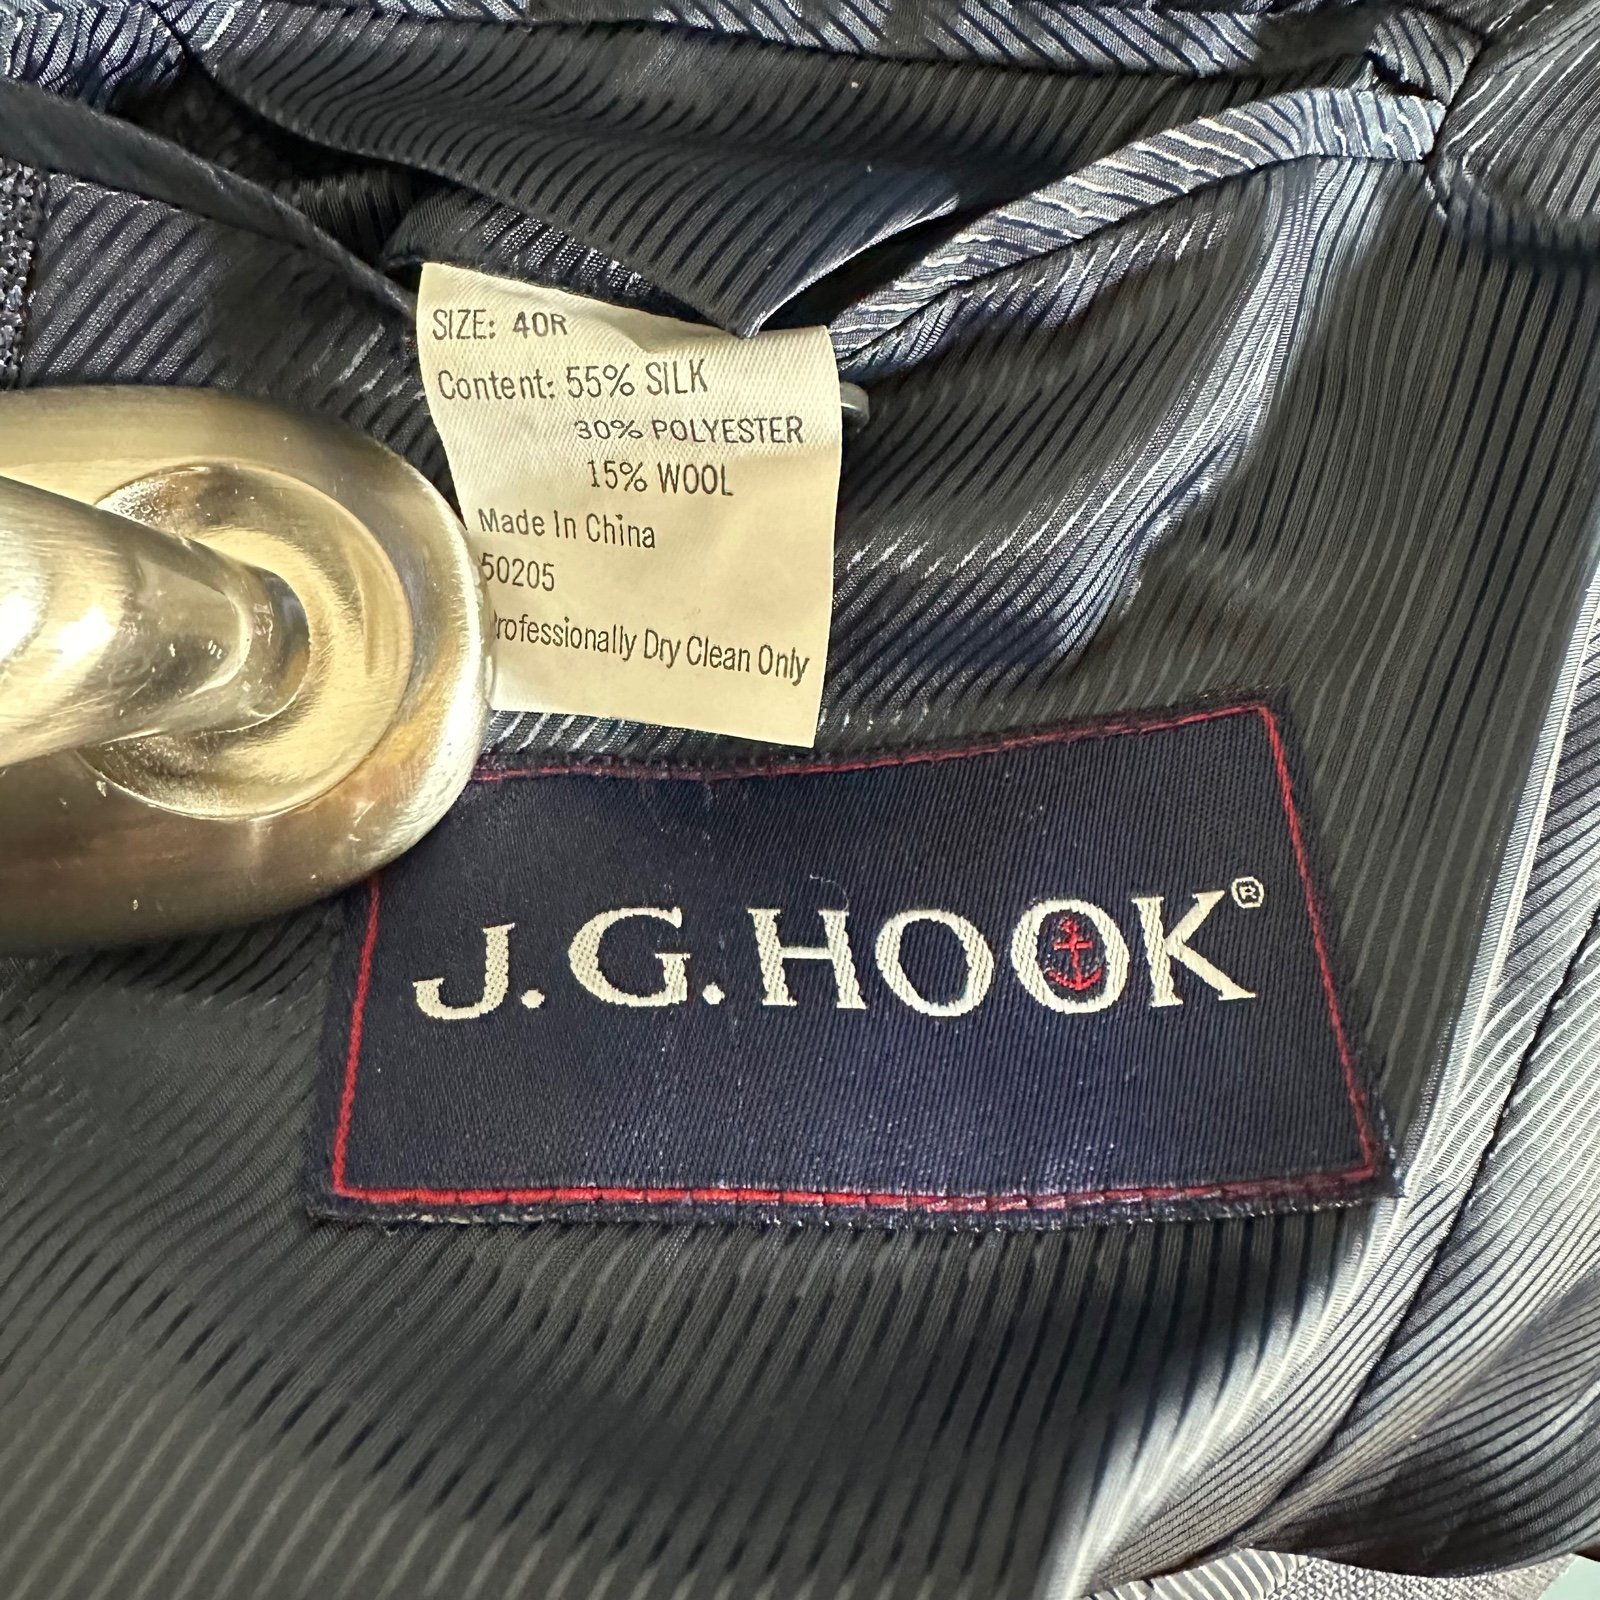 SIZE: 40R
Content: 55% SILK
30% POLYESTER
15% WOOL
Made In China
50205
Professionally Dry Clean Only
J.G.HOOK®